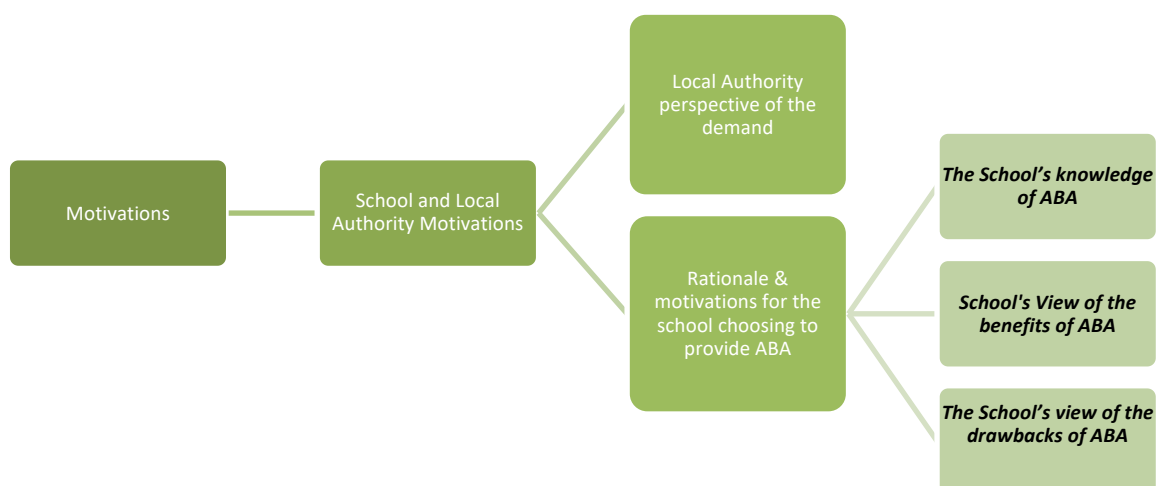 Motivations
School and Local
Authority Motivations
Local Authority
perspective of the
demand
Rationale &
motivations for the
school choosing to
provide ABA
The School’s knowledge
of ABA
School's View of the
benefits of ABA
The School’s view of the
drawbacks of ABA